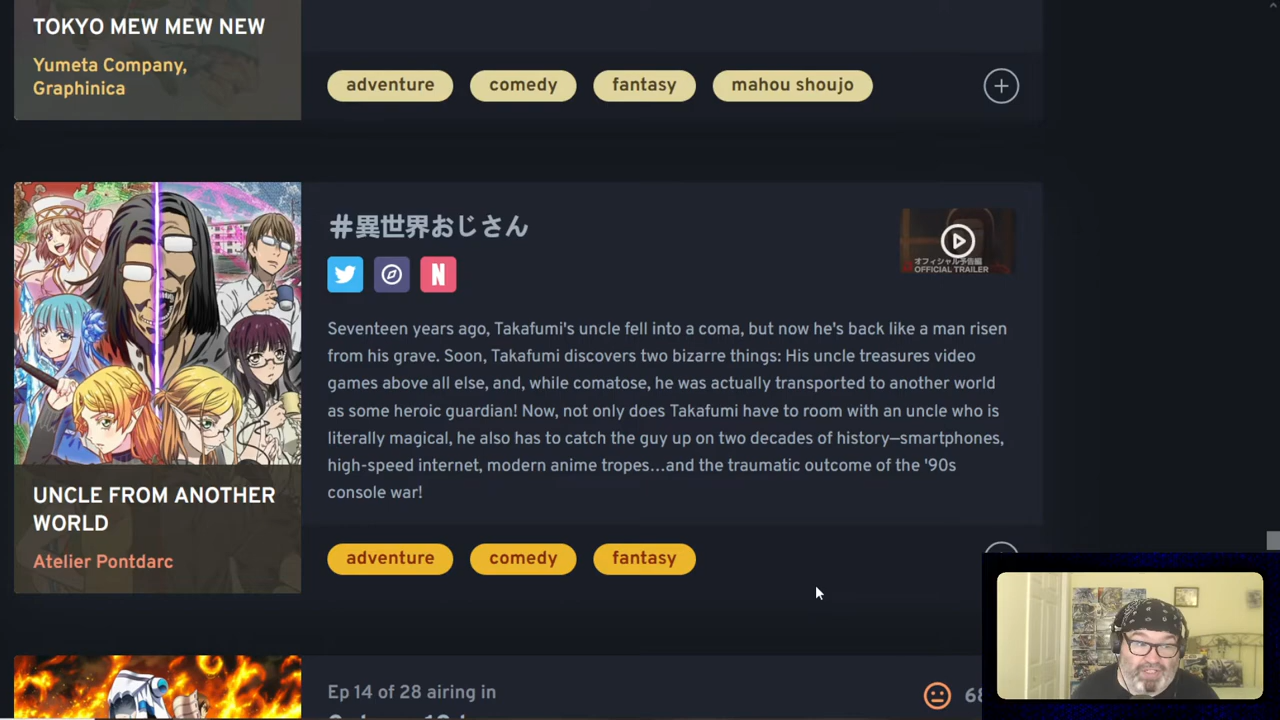 TOKYO MEW MEW NEW
Yumeta Company,
Graphinica
adventure
comedy
fantasy
mahou shoujo
#異世界おじさん
オフィシャル予告編
OFFICIAL TRAILER
Seventeen years ago, Takafumi's uncle fell into a coma, but now he's back like a man risen
from his grave. Soon, Takafumi discovers two bizarre things: His uncle treasures video
games above all else, and, while comatose, he was actually transported to another world
as some heroic guardian! Now, not only does Takafumi have to room with an uncle who is
literally magical, he also has to catch the guy up on two decades of history—smartphones,
high-speed internet, modern anime tropes…and the traumatic outcome of the '90s
console war!
UNCLE FROM ANOTHER
WORLD
Atelier Pontdarc
adventure
comedy
fantasy
Ep 14 of 28 airing in